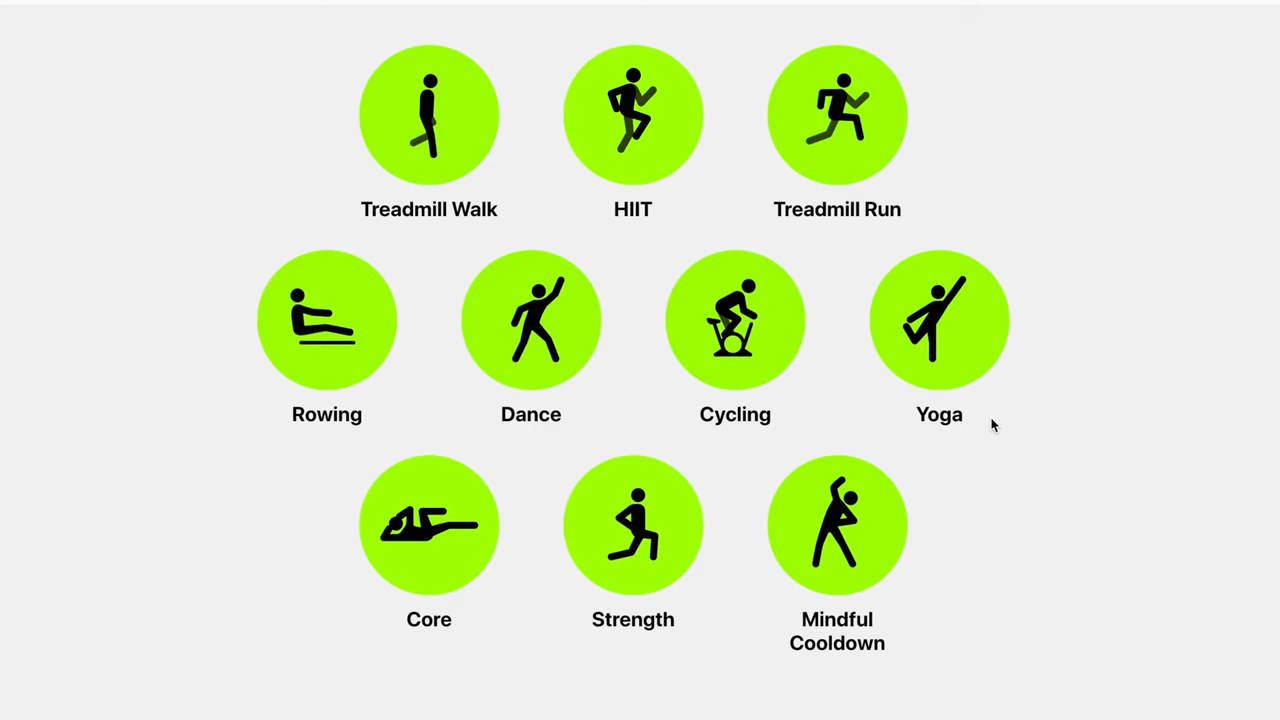 Treadmill Walk
HIIT
Treadmill Run
Rowing
Dance
Cycling
Yoga
Core
Strength
Mindful
Cooldown